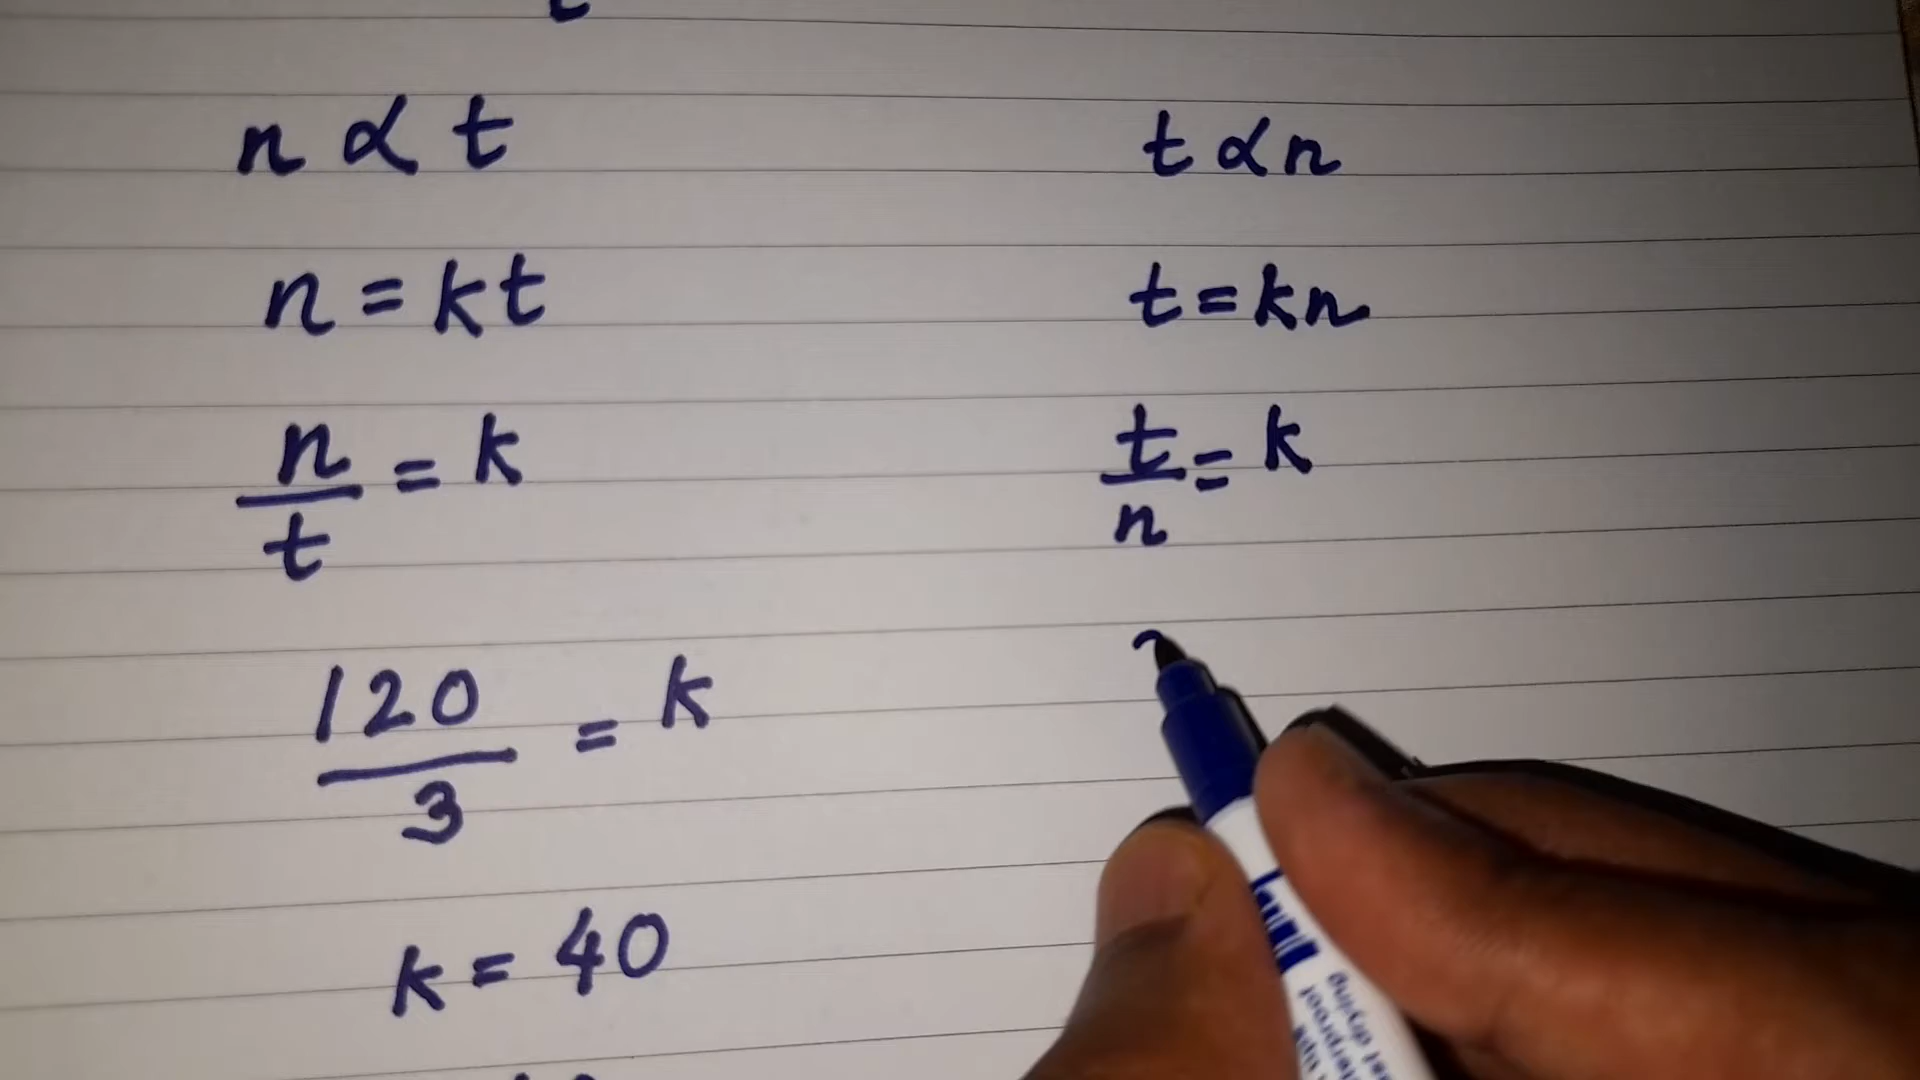 n ∝ t
n = kt
n/t = k
120/3 = k
k = 40
t ∝ n
t = kn
t/n = k